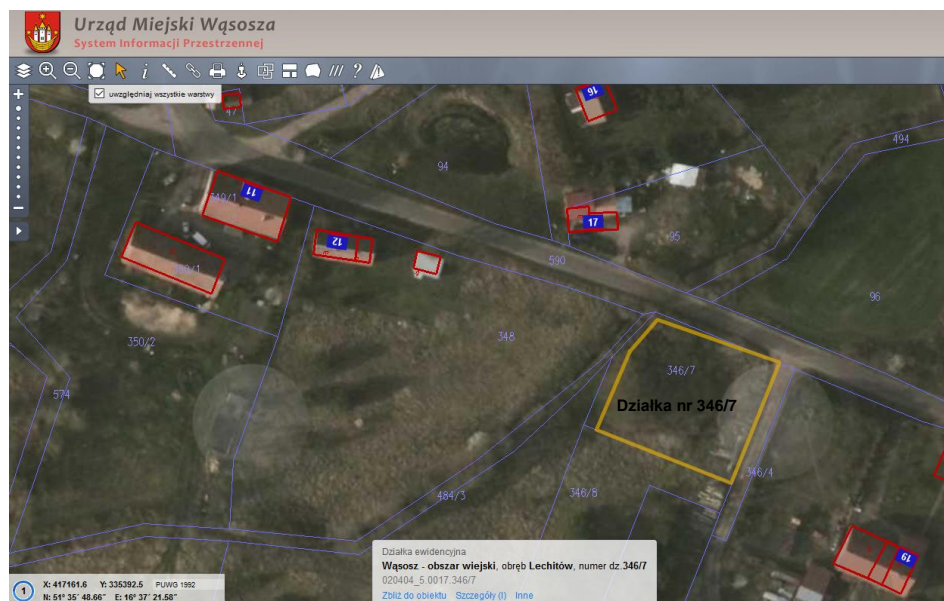 Urząd Miejski Wąsosza
System Informacji Przestrzennej
i
?
uwzględniaj wszystkie warstwy
47
16
494
94
349/1
11
17
12
95
590
96
350/2
348
346/7
574
Działka nr 346/7
346/4
484/3
346/8
19
Działka ewidencyjna
Wąsosz - obszar wiejski, obręb Lechitów, numer dz.346/7
020404_5.0017.346/7
Zbliż do obiektu Szczegóły (I) Inne
1
X: 417161.6 Y: 335392.5 PUWG 1992
N: 51° 35' 48.66" E: 16° 37' 21.58"